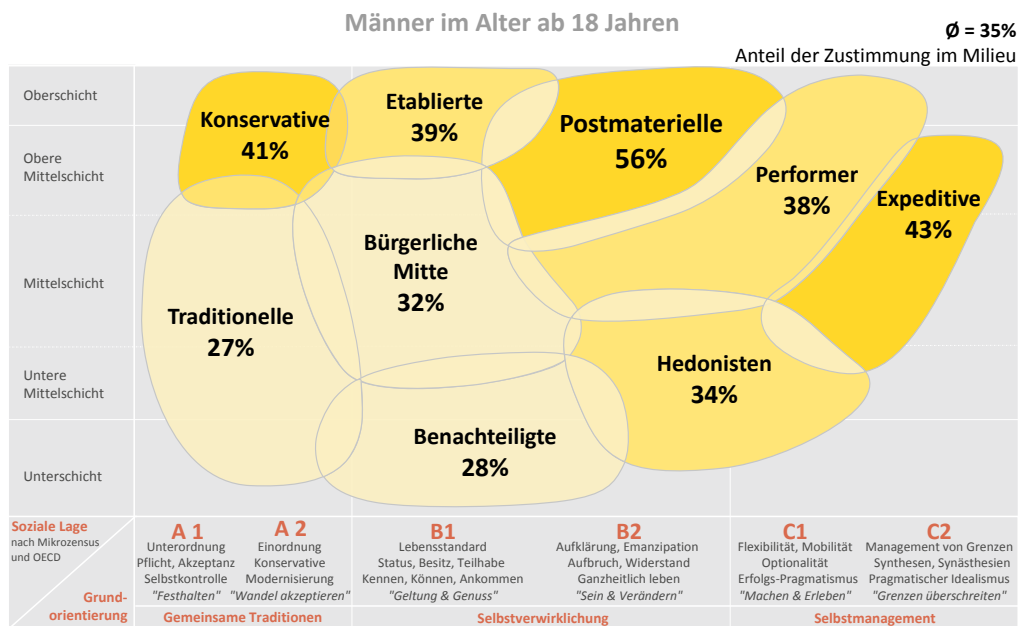 Männer im Alter ab 18 Jahren
Ø = 35%
Anteil der Zustimmung im Milieu
Oberschicht
Obere
Mittelschicht
Mittelschicht
Untere
Mittelschicht
Unterschicht
Konservative
41%
Etablierte
39%
Postmaterielle
56%
Performer
38%
Expeditive
43%
Bürgerliche
Mitte
32%
Traditionelle
27%
Hedonisten
34%
Benachteiligte
28%
Soziale Lage
nach Mikrozensus
und OECD
Grund-
orientierung
A 1
Unterordnung
Pflicht, Akzeptanz
Selbstkontrolle
"Festhalten"
A 2
Einordnung
Konservative
Modernisierung
"Wandel akzeptieren"
B1
Lebensstandard
Status, Besitz, Teilhabe
Kennen, Können, Ankommen
"Geltung & Genuss"
B2
Aufklärung, Emanzipation
Aufbruch, Widerstand
Ganzheitlich leben
"Sein & Verändern"
C1
Flexibilität, Mobilität
Optionalität
Erfolgs-Pragmatismus
"Machen & Erleben"
C2
Management von Grenzen
Synthesen, Synästhesien
Pragmatischer Idealismus
"Grenzen überschreiten"
Gemeinsame Traditionen
Selbstverwirklichung
Selbstmanagement